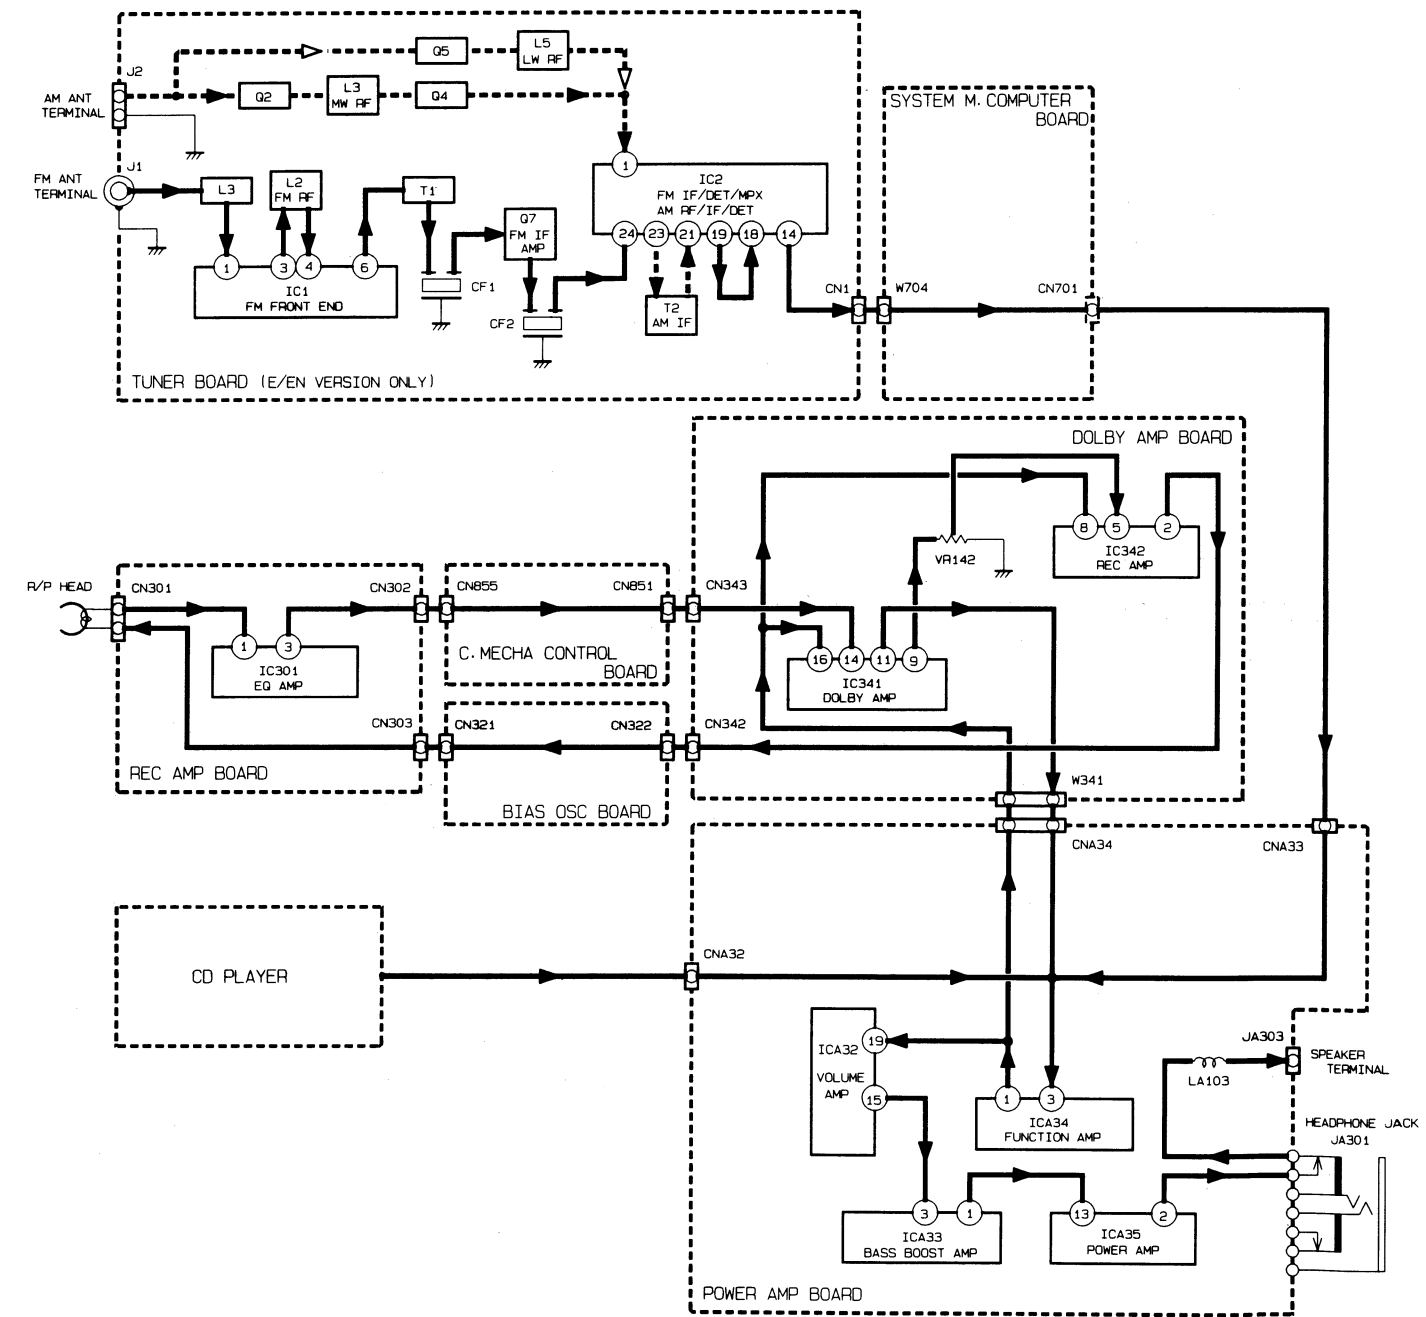 J2
AM ANT
TERMINAL
Q5
L5
LW RF
Q2
L3
MW RF
Q4
J1
FM ANT
TERMINAL
L3
L2
FM RF
T1
Q7
FM IF
AMP
1
IC2
FM IF/DET/MPX
AM RF/IF/DET
24
23
21
19
18
14
1
3
4
6
IC1
FM FRONT END
CF1
CF2
T2
AM IF
CN1
TUNER BOARD (E/EN VERSION ONLY)
SYSTEM M. COMPUTER
BOARD
W704
CN701
DOLBY AMP BOARD
8
5
2
IC342
REC AMP
VR142
R/P HEAD
CN301
CN302
1
3
IC301
EQ AMP
CN303
REC AMP BOARD
CN855
CN851
C. MECHA CONTROL
BOARD
CN321
CN322
BIAS OSC BOARD
CN343
16
14
11
9
IC341
DOLBY AMP
CN342
W341
CNA34
CNA33
CD PLAYER
CNA32
ICA32
VOLUME
AMP
19
15
1
3
ICA34
FUNCTION AMP
JA303
SPEAKER
TERMINAL
LA103
HEADPHONE JACK
JA301
3
1
ICA33
BASS BOOST AMP
13
2
ICA35
POWER AMP
POWER AMP BOARD